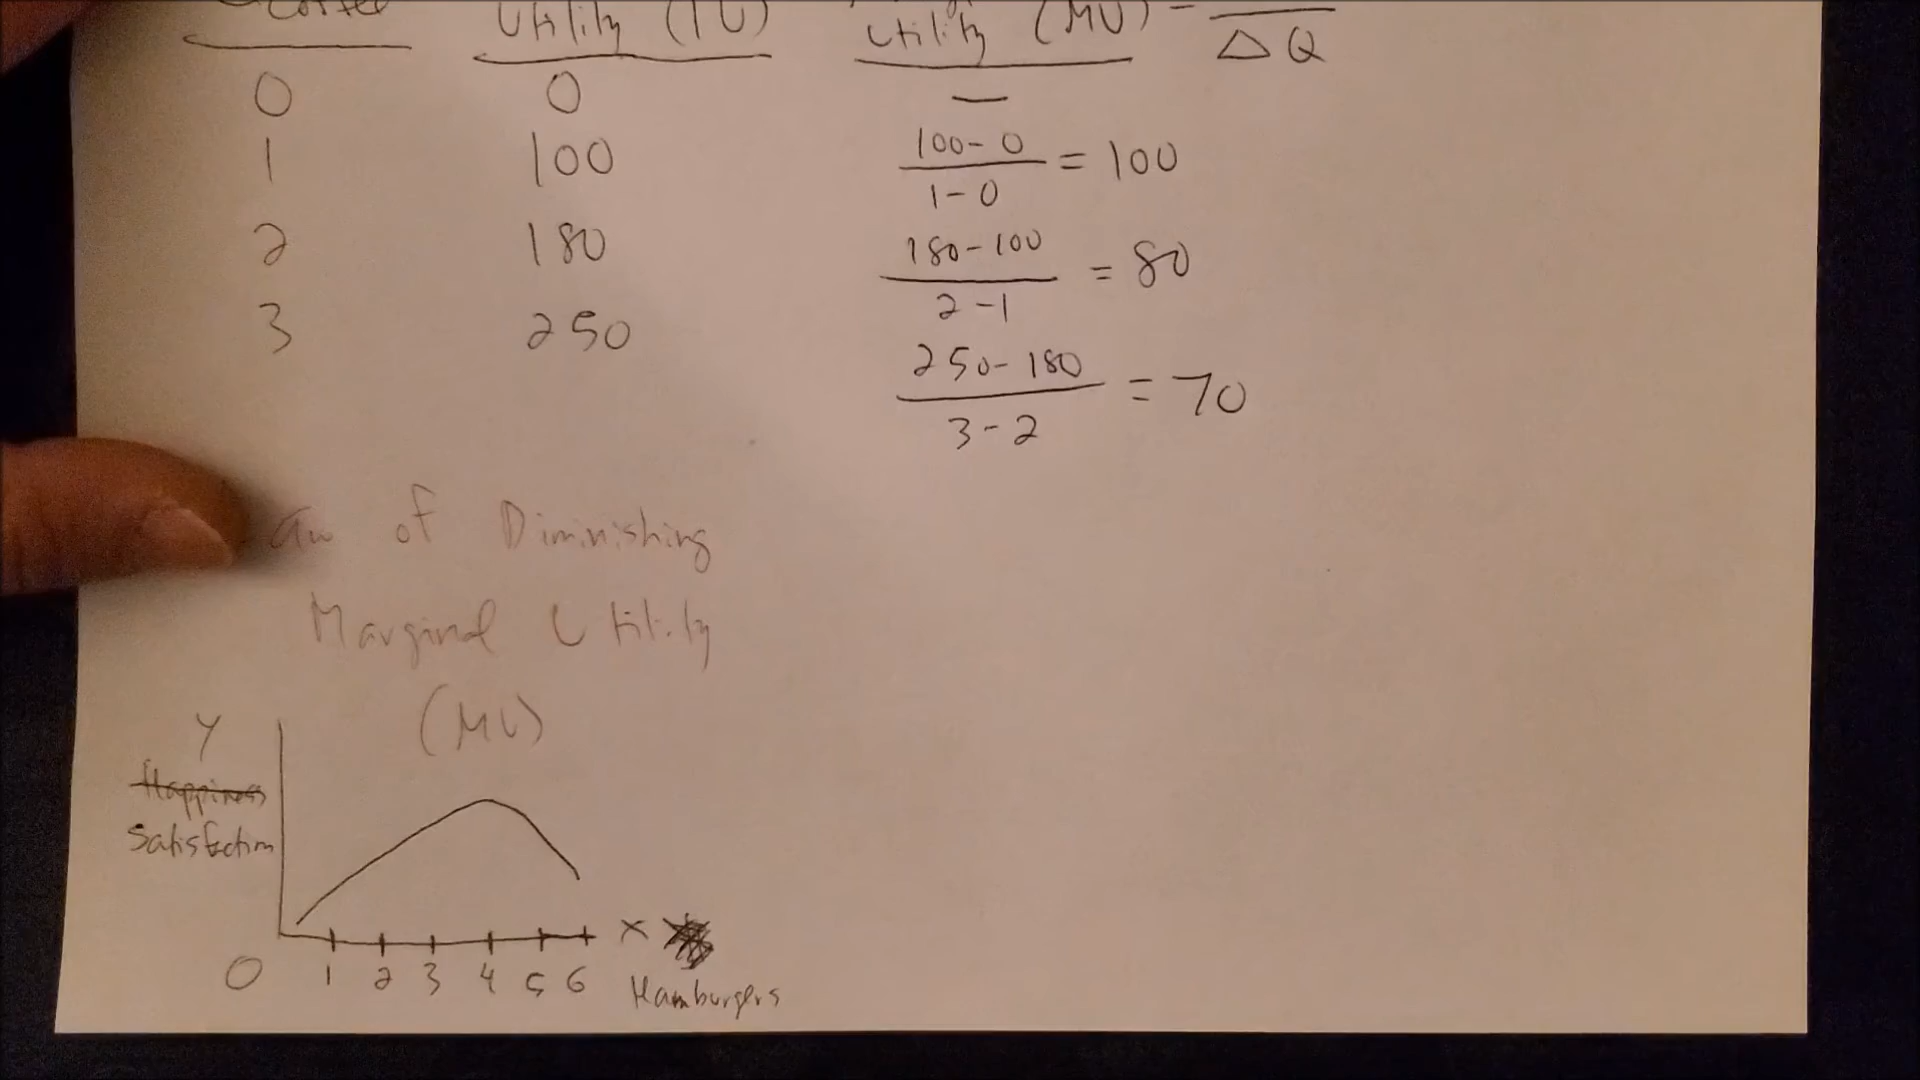 Coffee Utility (TU) Utility (MU) = ΔQ
0 0 —
1 100 100-0 / 1-0 = 100
2 180 180-100 / 2-1 = 80
3 250 250-180 / 3-2 = 70
of Diminishing
Marginal Utility
(MU)
Y
Happiness
Satisfaction
X
0 1 2 3 4 5 6
Hamburgers